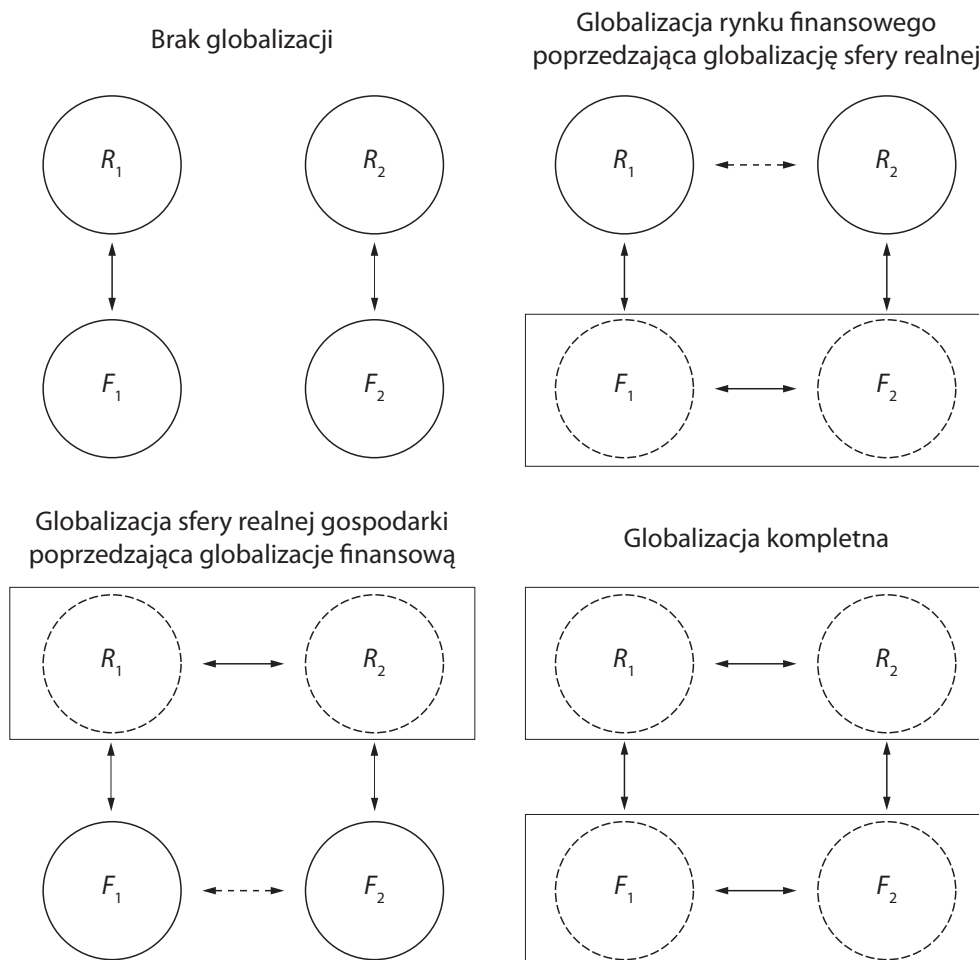 Brak globalizacji
R1
R2
F1
F2
Globalizacja rynku finansowego
poprzedzająca globalizację sfery realnej
R1
R2
F1
F2
Globalizacja sfery realnej gospodarki
poprzedzająca globalizacje finansową
R1
R2
F1
F2
Globalizacja kompletna
R1
R2
F1
F2